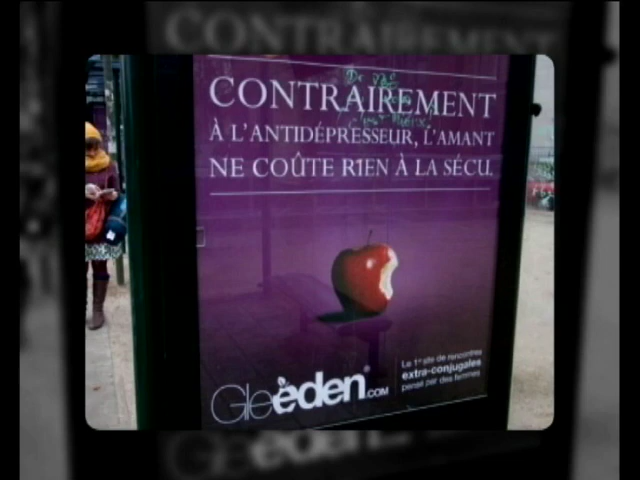 CONTRAIREMENT
À L'ANTIDÉPRESSEUR, L'AMANT
NE COÛTE RIEN À LA SÉCU.
Gleeden.COM
Le 1er site de rencontres
extra-conjugales
pensé par des femmes